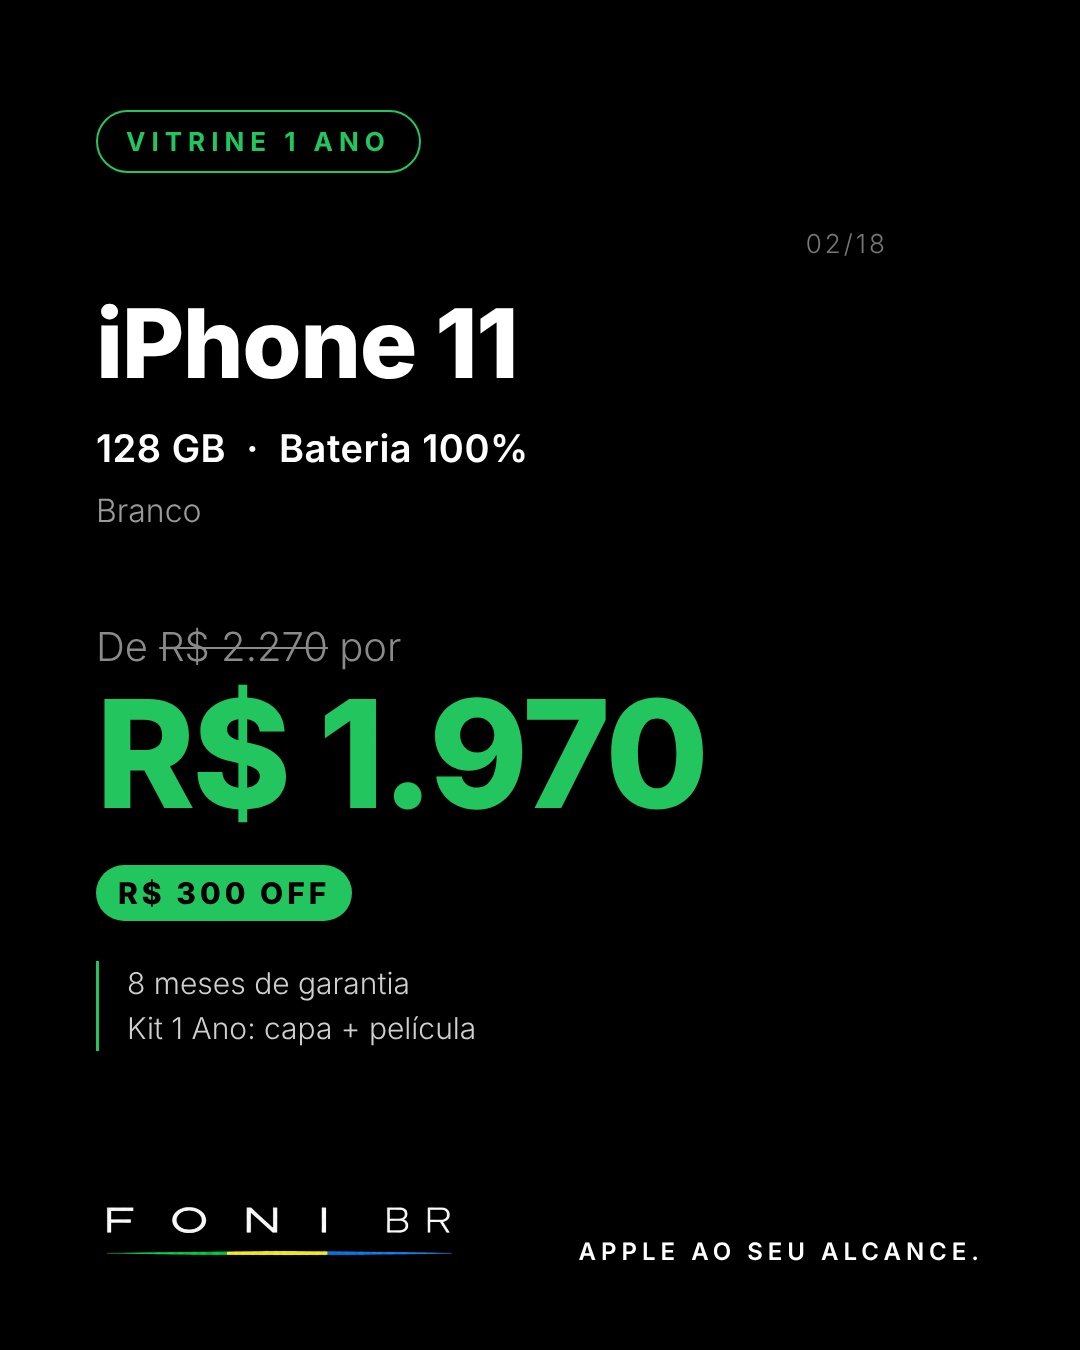 VITRINE 1 ANO
02/18
iPhone 11
128 GB · Bateria 100%
Branco
De R$ 2.270 por
R$ 1.970
R$ 300 OFF
8 meses de garantia
Kit 1 Ano: capa + película
FONI BR
APPLE AO SEU ALCANCE.